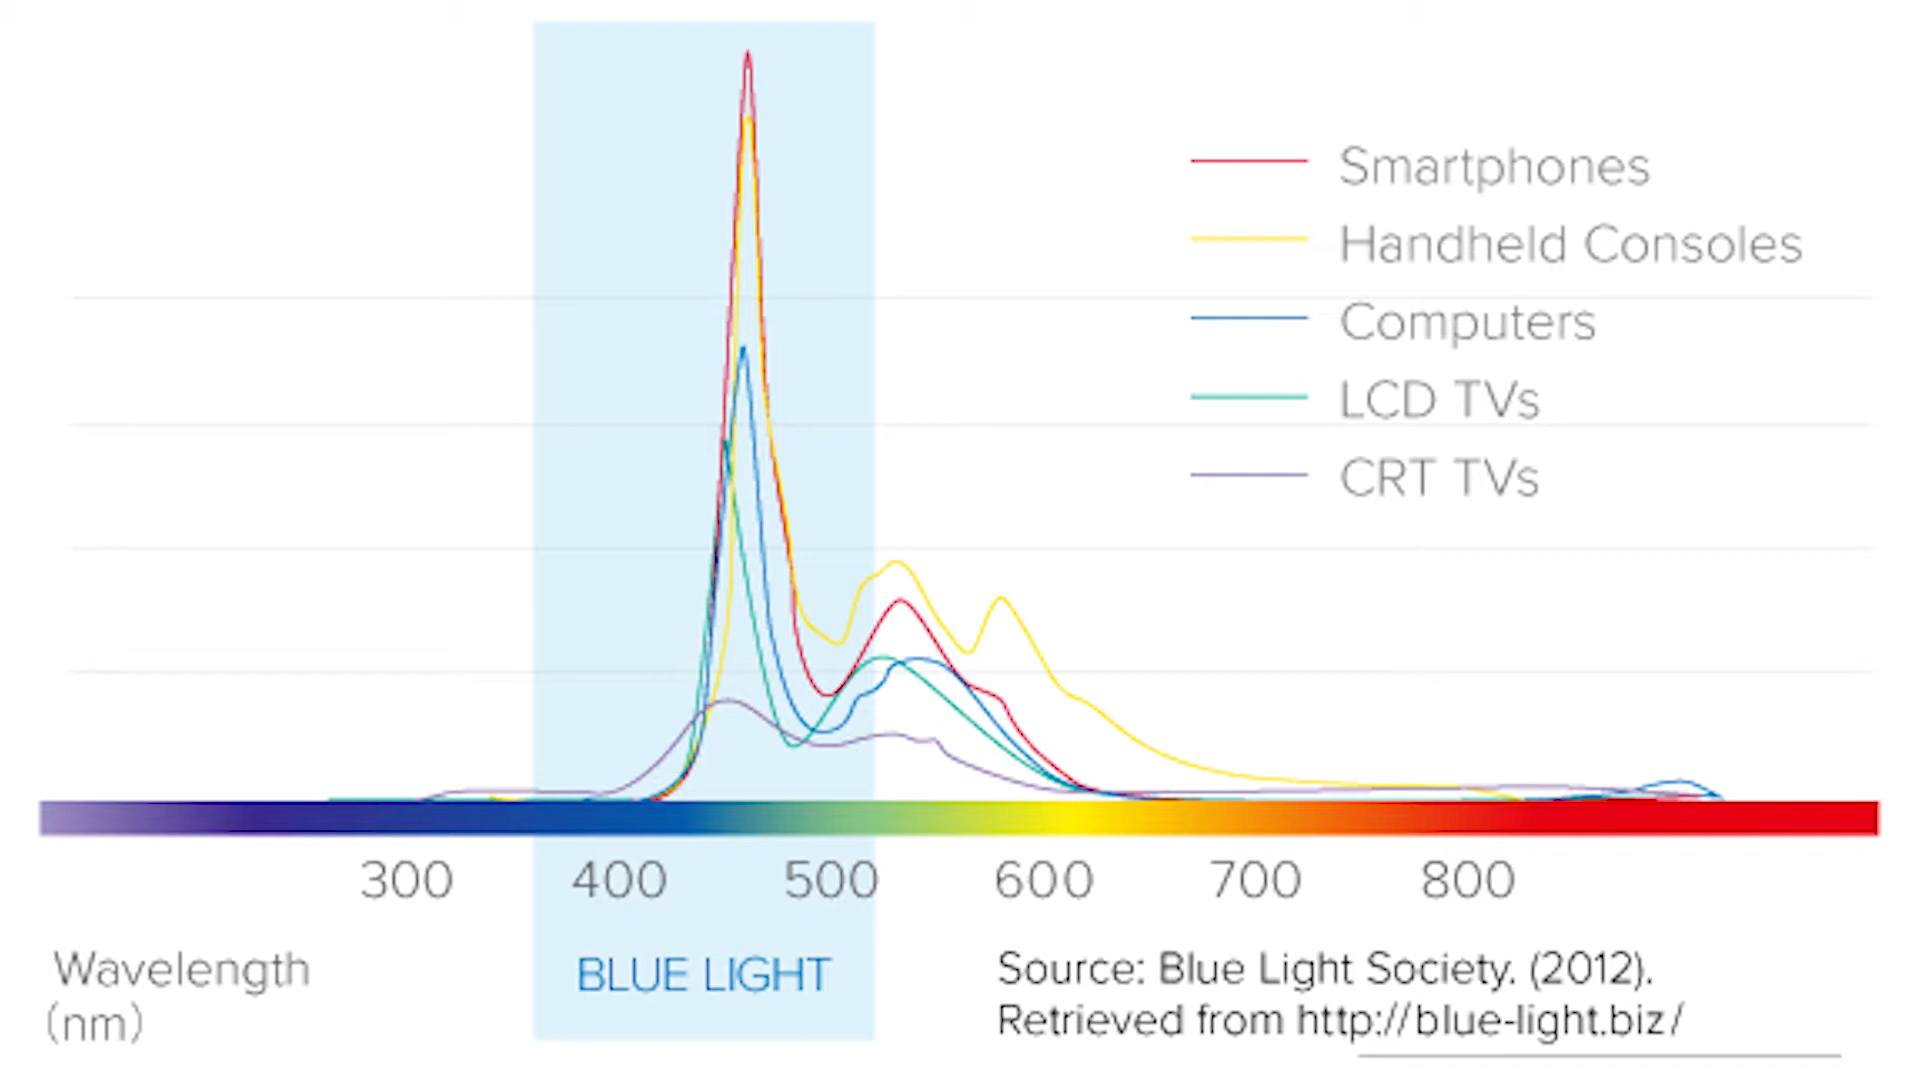 Smartphones
Handheld Consoles
Computers
LCD TVs
CRT TVs
300 400 500 600 700 800
Wavelength
(nm)
BLUE LIGHT
Source: Blue Light Society. (2012).
Retrieved from http://blue-light.biz/